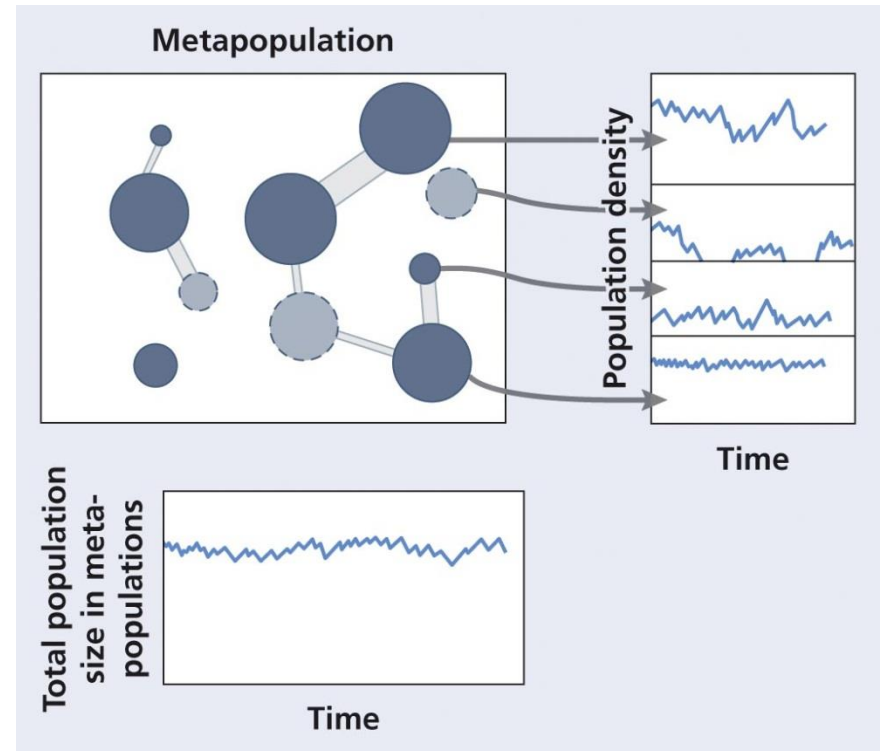 Metapopulation
Population density
Time
Total population
size in meta-
populations
Time